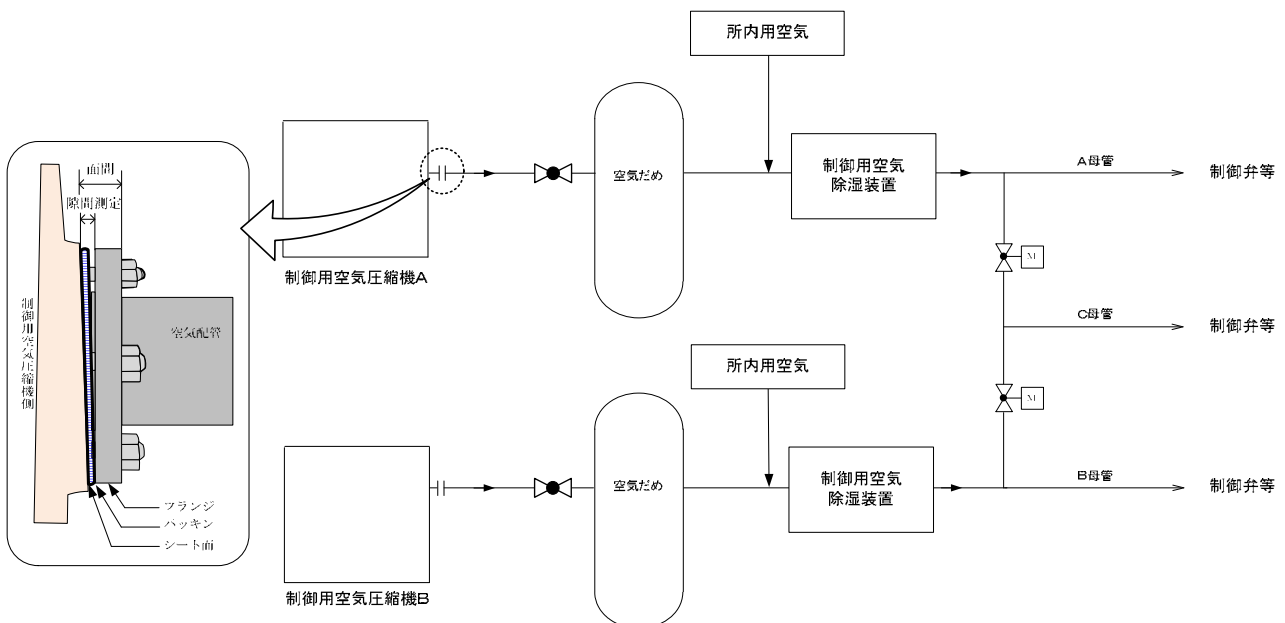 所内用空気
面間
隙間測定
制御用空気圧縮機側
空気配管
フランジ
パッキン
シート面
制御用空気圧縮機A
空気だめ
制御用空気
除湿装置
A母管
制御弁等
M
C母管
制御弁等
M
所内用空気
制御用空気圧縮機B
空気だめ
制御用空気
除湿装置
B母管
制御弁等